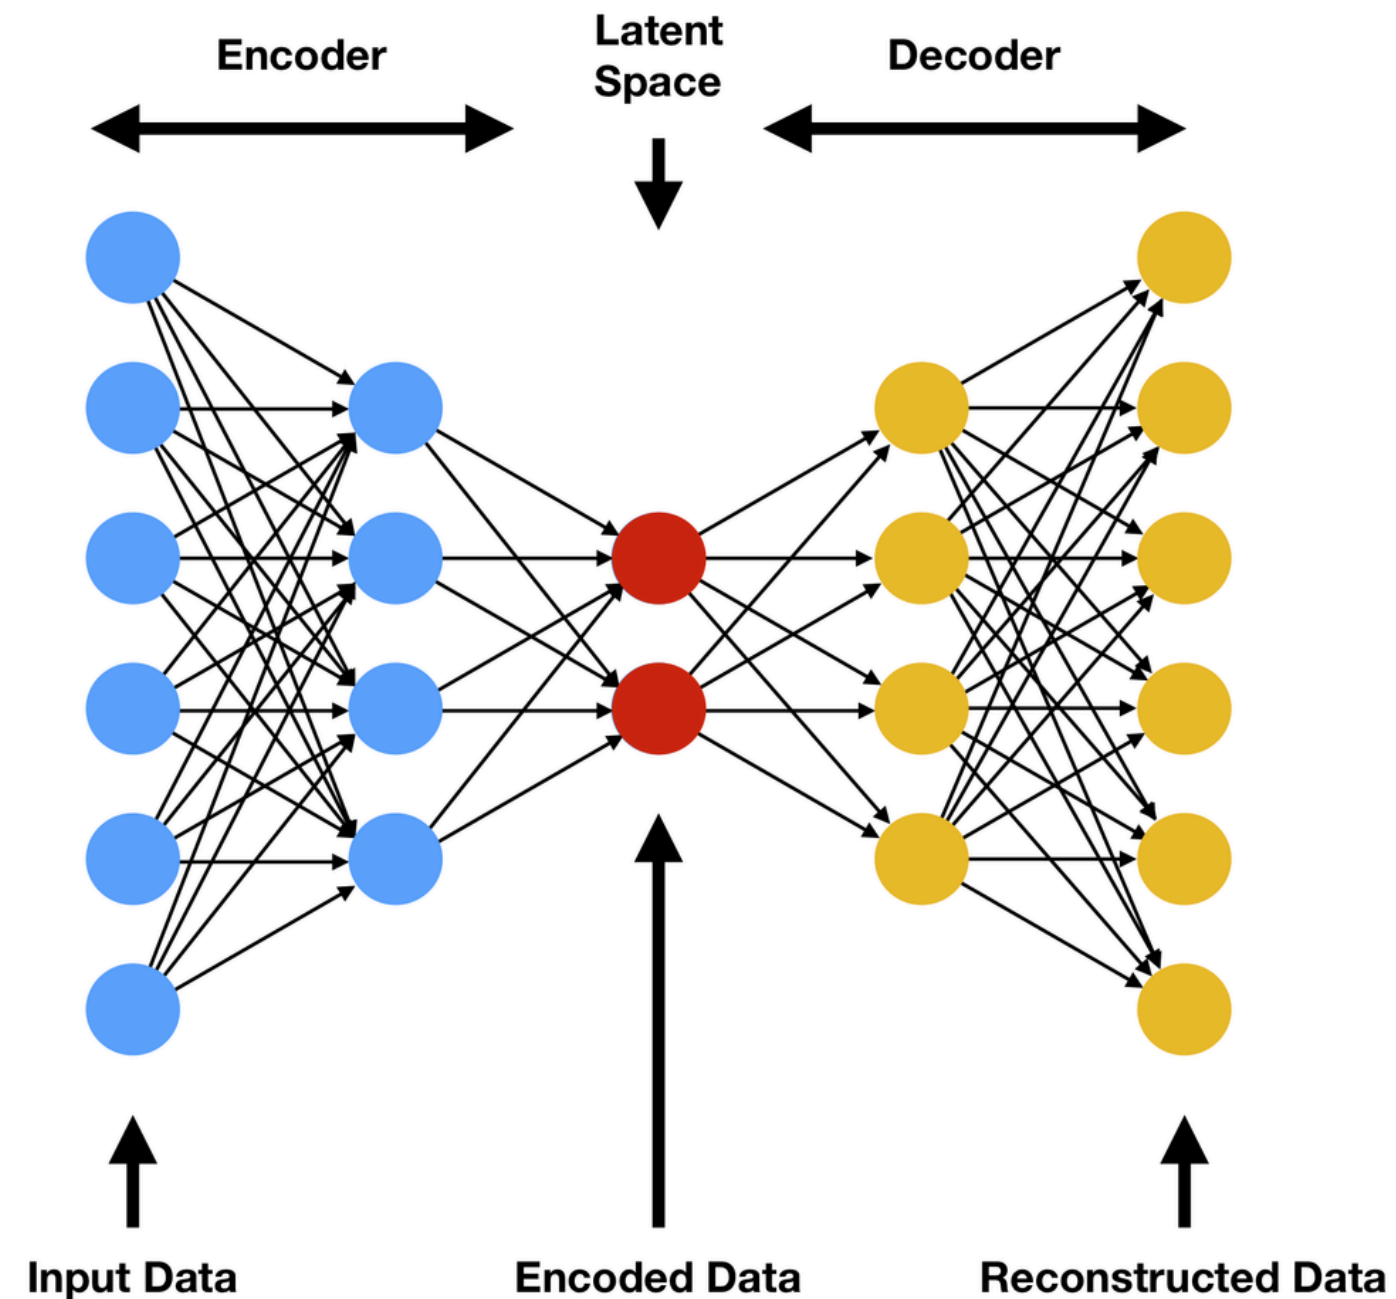 Encoder
Latent
Space
Decoder
Input Data
Encoded Data
Reconstructed Data